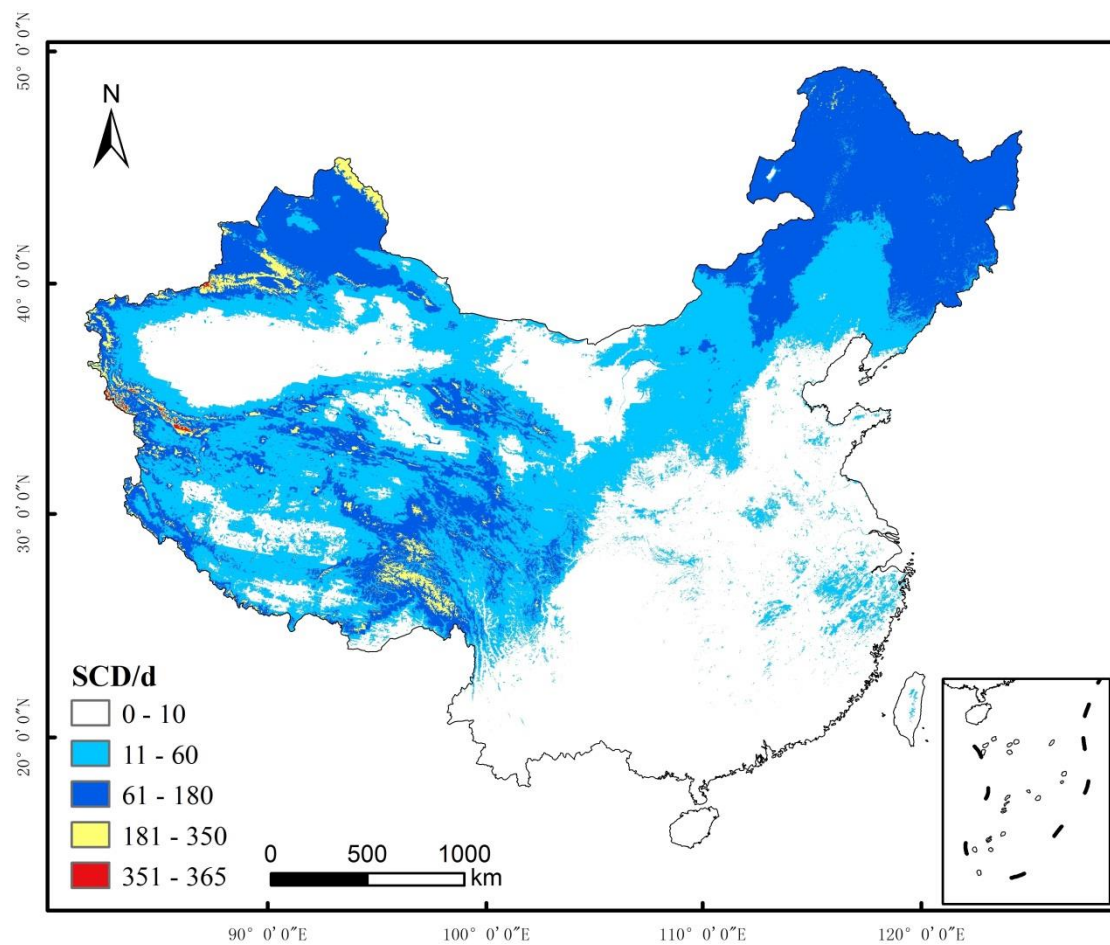 50° 0′0″N
N
40° 0′0″N
30° 0′0″N
20° 0′0″N
SCD/d
0 - 10
11 - 60
61 - 180
181 - 350
351 - 365
0 500 1000
km
90° 0′0″E 100° 0′0″E 110° 0′0″E 120° 0′0″E